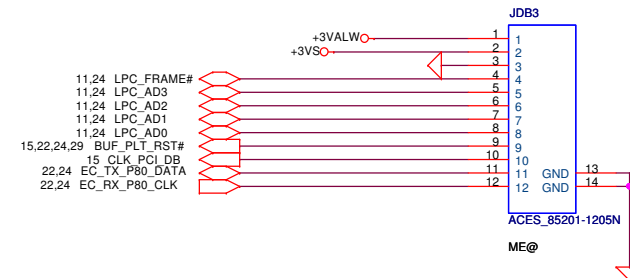 JDB3
+3VALW 1 1
+3VS 2 2
3 3
11,24 LPC_FRAME# 4 4
11,24 LPC_AD3 5 5
11,24 LPC_AD2 6 6
11,24 LPC_AD1 7 7
11,24 LPC_AD0 8 8
15,22,24,29 BUF_PLT_RST# 9 9
15 CLK_PCI_DB 10 10
22,24 EC_TX_P80_DATA 11 11 GND 13
22,24 EC_RX_P80_CLK 12 12 GND 14
ACES_85201-1205N
ME@